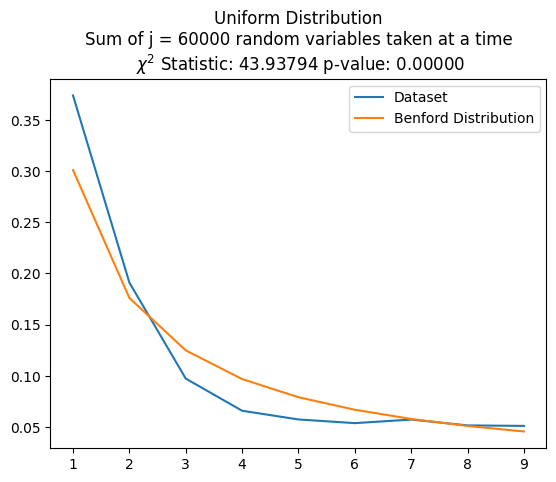 Uniform Distribution
Sum of j = 60000 random variables taken at a time
χ² Statistic: 43.93794 p-value: 0.00000
Dataset
Benford Distribution
0.35
0.30
0.25
0.20
0.15
0.10
0.05
1 2 3 4 5 6 7 8 9